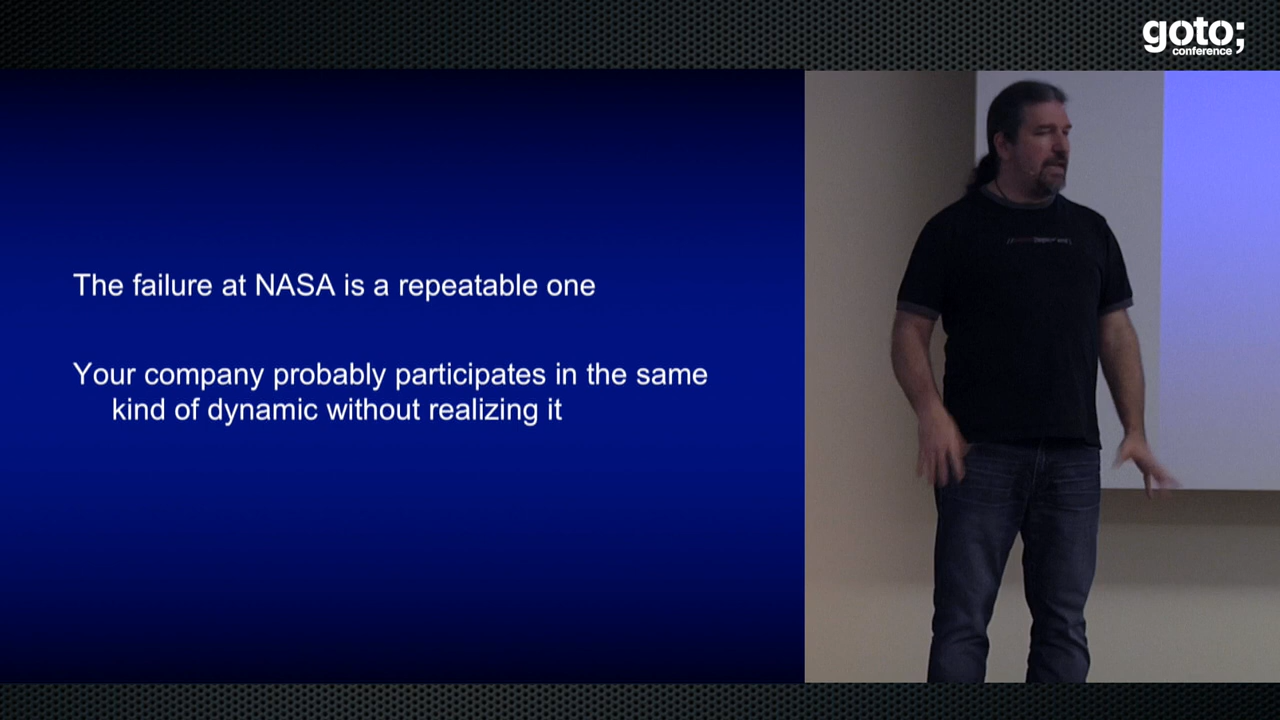 goto;
conference
The failure at NASA is a repeatable one
Your company probably participates in the same
kind of dynamic without realizing it